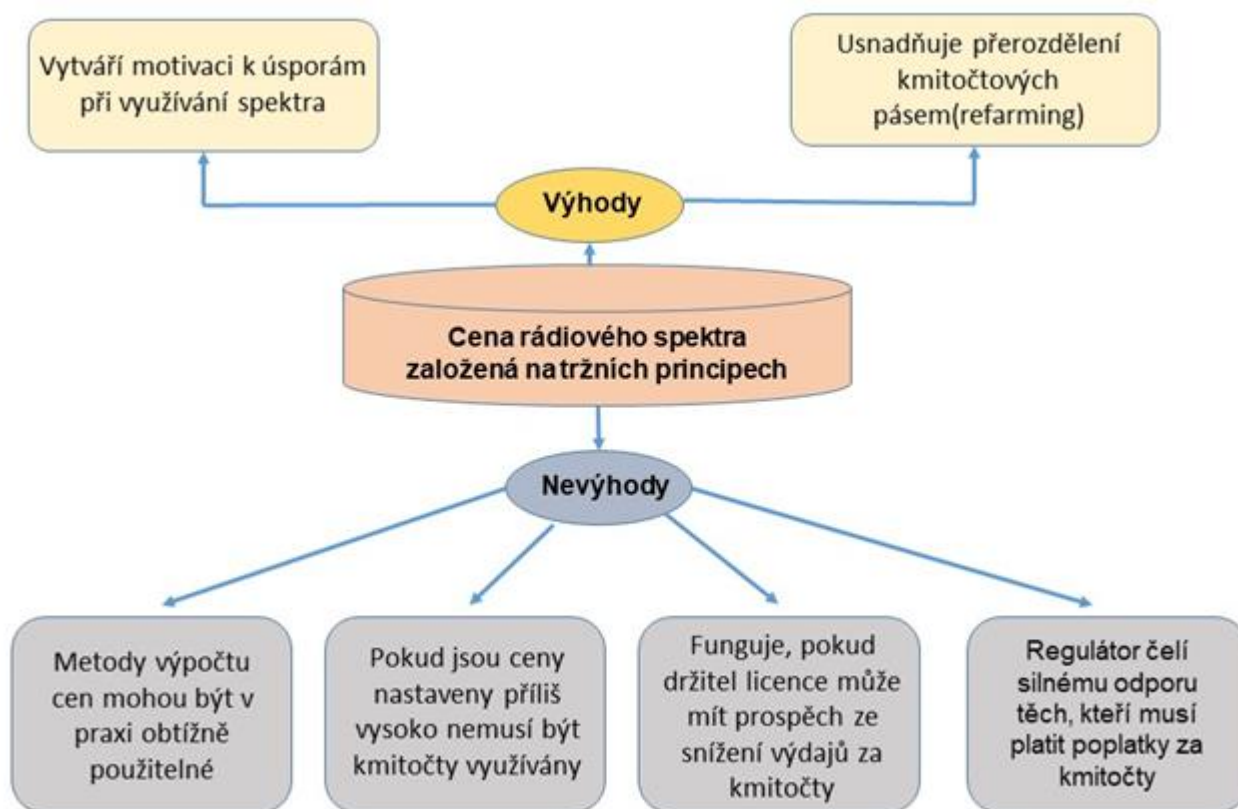 Vytváří motivaci k úsporám
při využívání spektra
Usnadňuje přerozdělení
kmitočtových
pásem(refarming)
Výhody
Cena rádiového spektra
založená na tržních principech
Nevýhody
Metody výpočtu
cen mohou být v
praxi obtížně
použitelné
Pokud jsou ceny
nastaveny příliš
vysoko nemusí být
kmitočty využívány
Funguje, pokud
držitel licence může
mít prospěch ze
snížení výdajů za
kmitočty
Regulátor čelí
silnému odporu
těch, kteří musí
platit poplatky za
kmitočty